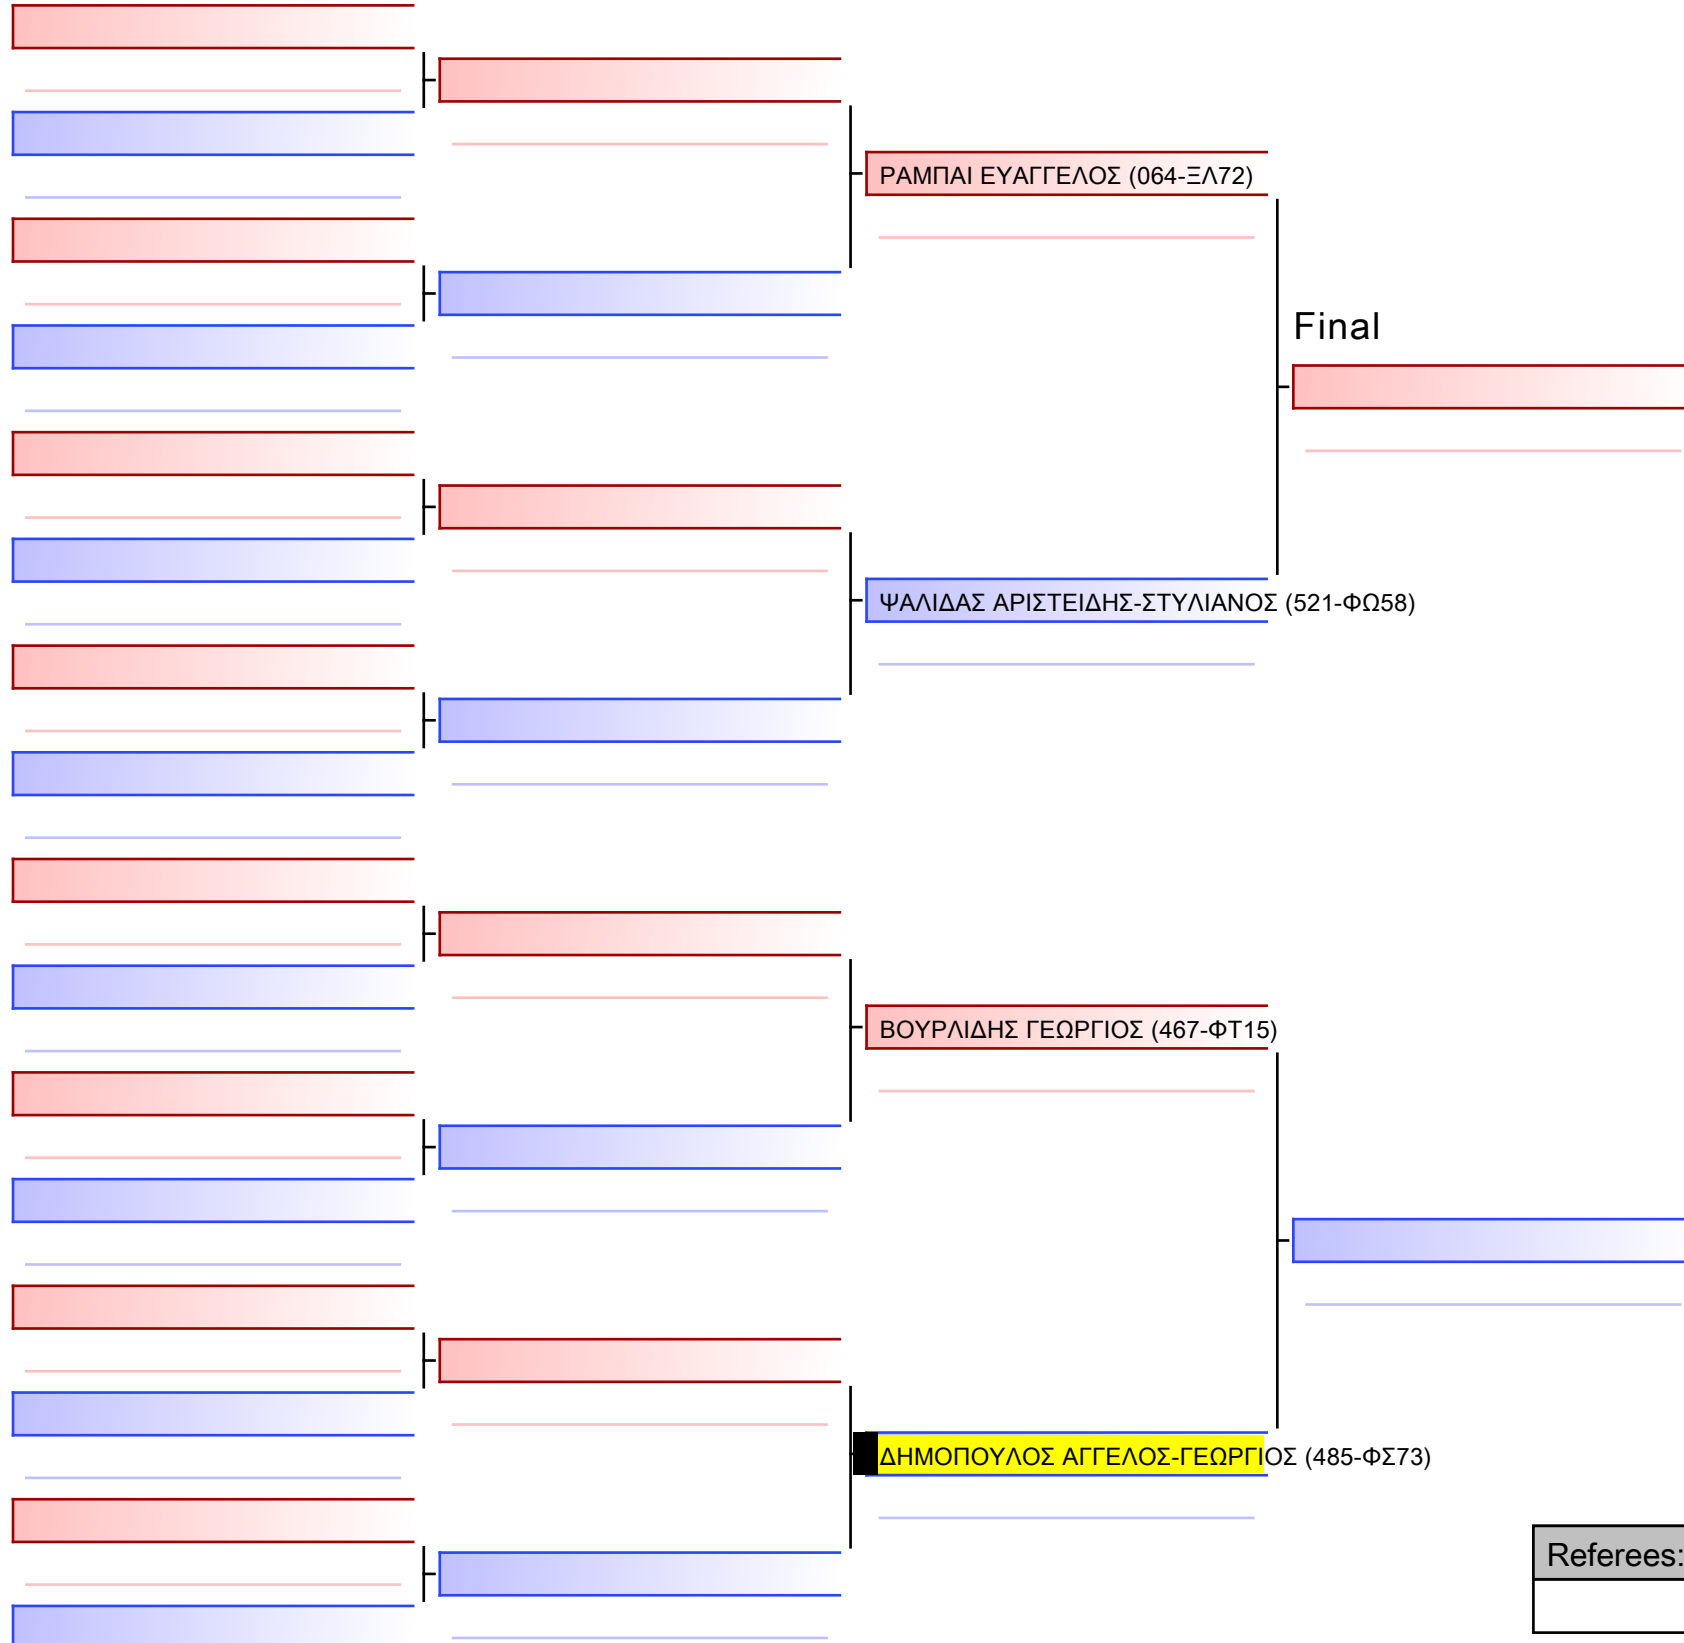 ΡΑΜΠΑΙ ΕΥΑΓΓΕΛΟΣ (064-ΞΛ72)
Final
ΨΑΛΙΔΑΣ ΑΡΙΣΤΕΙΔΗΣ-ΣΤΥΛΙΑΝΟΣ (521-ΦΩ58)
ΒΟΥΡΛΙΔΗΣ ΓΕΩΡΓΙΟΣ (467-ΦΤ15)
ΔΗΜΟΠΟΥΛΟΣ ΑΓΓΕΛΟΣ-ΓΕΩΡΓΙΟΣ (485-ΦΣ73)
Referees: